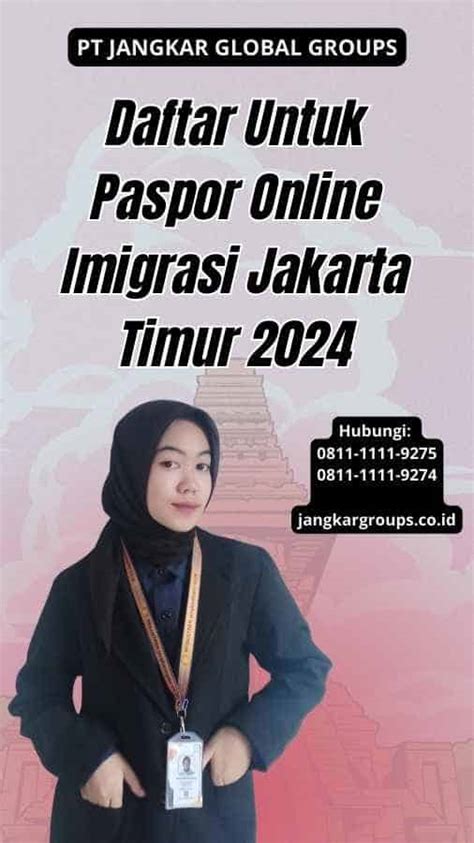 PT JANGKAR GLOBAL GROUPS
Daftar Untuk
Paspor Online
Imigrasi Jakarta
Timur 2024
Hubungi:
0811-1111-9275
0811-1111-9274
jangkargroups.co.id